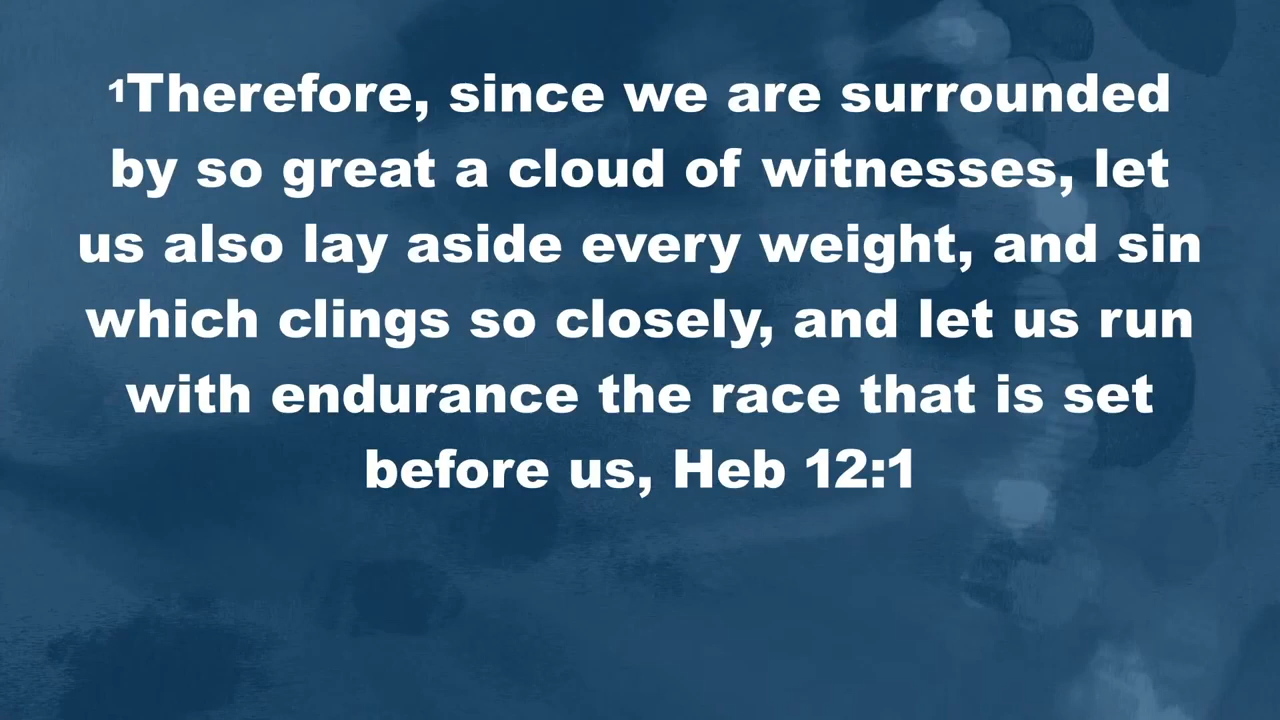 ¹Therefore, since we are surrounded
by so great a cloud of witnesses, let
us also lay aside every weight, and sin
which clings so closely, and let us run
with endurance the race that is set
before us, Heb 12:1